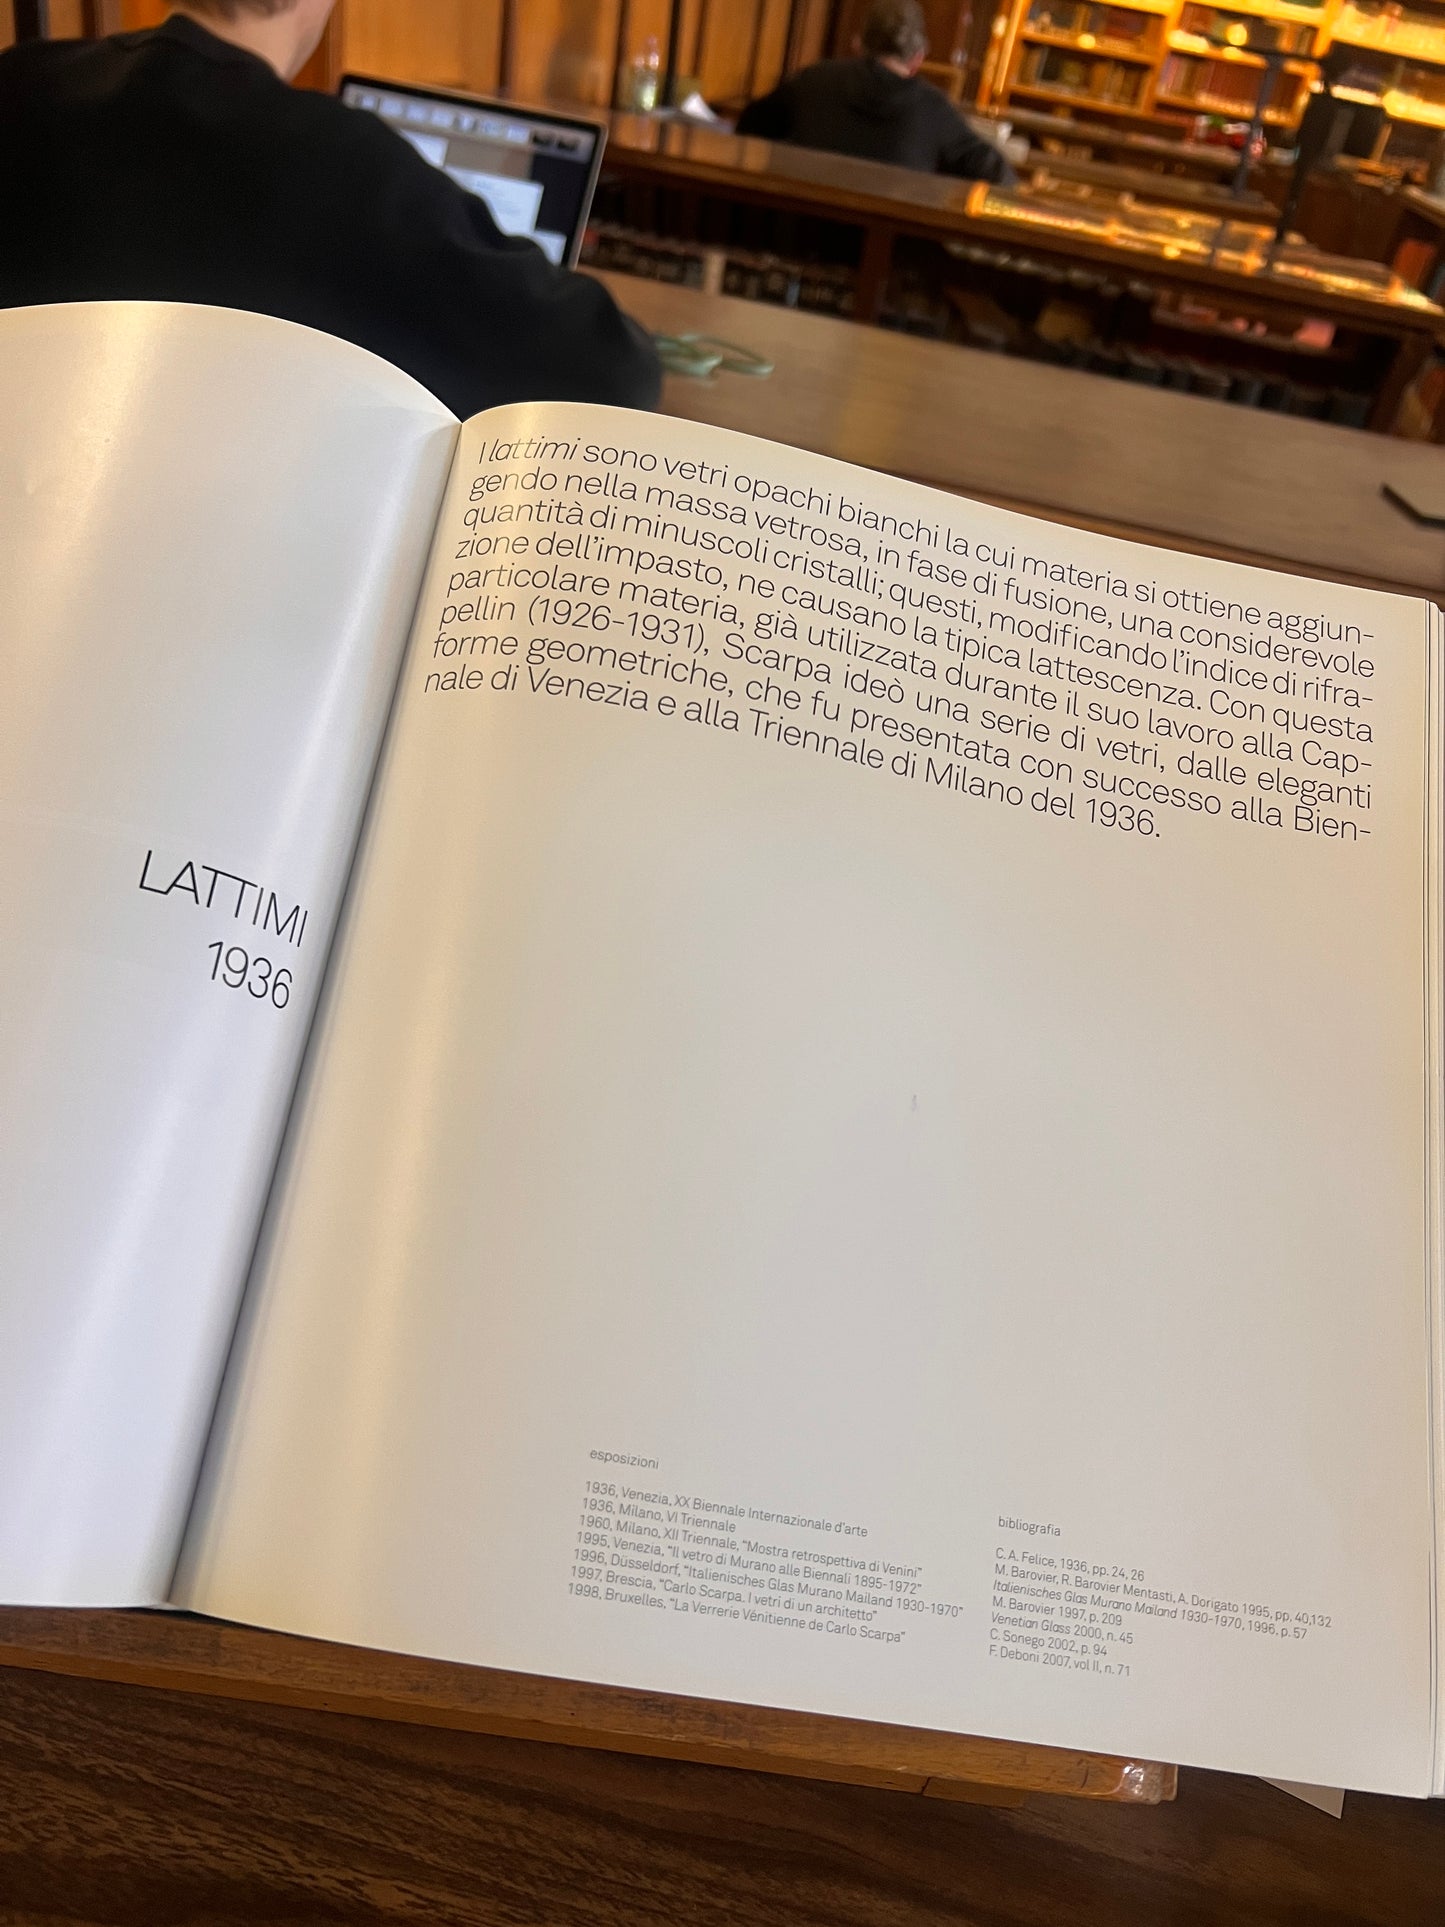 LATTIMI
1936
I lattimi sono vetri opachi bianchi la cui materia si ottiene aggiun-
gendo nella massa vetrosa, in fase di fusione, una considerevole
quantità di minuscoli cristalli; questi, modificando l'indice di rifra-
zione dell'impasto, ne causano la tipica lattescenza. Con questa
particolare materia, già utilizzata durante il suo lavoro alla Cap-
pellin (1926-1931), Scarpa ideò una serie di vetri, dalle eleganti
forme geometriche, che fu presentata con successo alla Bien-
nale di Venezia e alla Triennale di Milano del 1936.
esposizioni
1936, Venezia, XX Biennale Internazionale d'arte
1936, Milano, VI Triennale
1960, Milano, XII Triennale, "Mostra retrospettiva di Venini"
1995, Venezia, "Il vetro di Murano alle Biennali 1895-1972"
1996, Düsseldorf, "Italienisches Glas Murano Mailand 1930-1970"
1997, Brescia, "Carlo Scarpa. I vetri di un architetto"
1998, Bruxelles, "La Verrerie Vénitienne de Carlo Scarpa"
bibliografia
C. A. Felice, 1936, pp. 24, 26
M. Barovier, R. Barovier Mentasti, A. Dorigato 1995, pp. 40,132
Italienisches Glas Murano Mailand 1930-1970, 1996, p. 57
M. Barovier 1997, p. 209
Venetian Glass 2000, n. 45
C. Sonego 2002, p. 94
F. Deboni 2007, vol II, n. 71